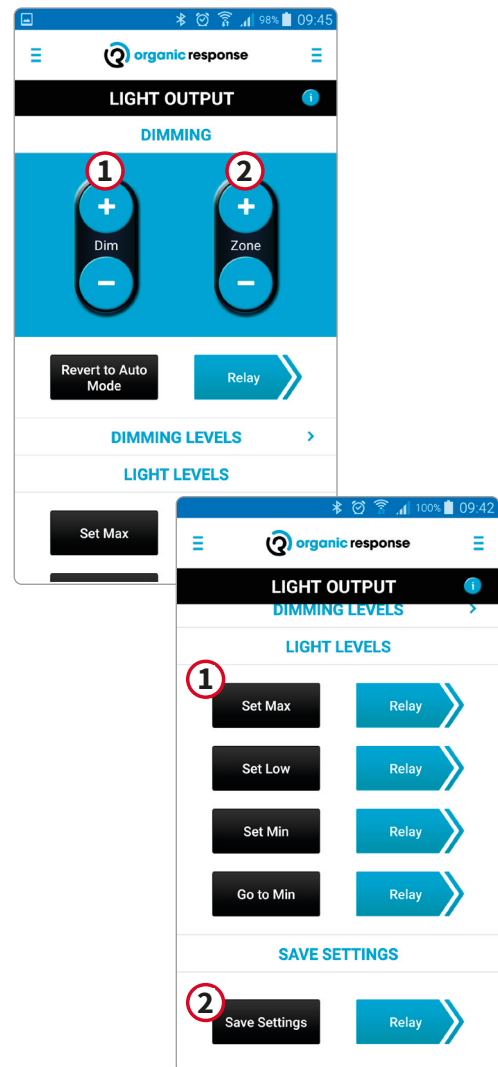 98% 09:45
organic response
LIGHT OUTPUT i
DIMMING
1 2
+ +
Dim Zone
− −
Revert to Auto
Mode
Relay
DIMMING LEVELS >
LIGHT LEVELS
Set Max
100% 09:42
organic response
LIGHT OUTPUT i
DIMMING LEVELS >
LIGHT LEVELS
1
Set Max Relay
Set Low Relay
Set Min Relay
Go to Min Relay
SAVE SETTINGS
2
Save Settings Relay